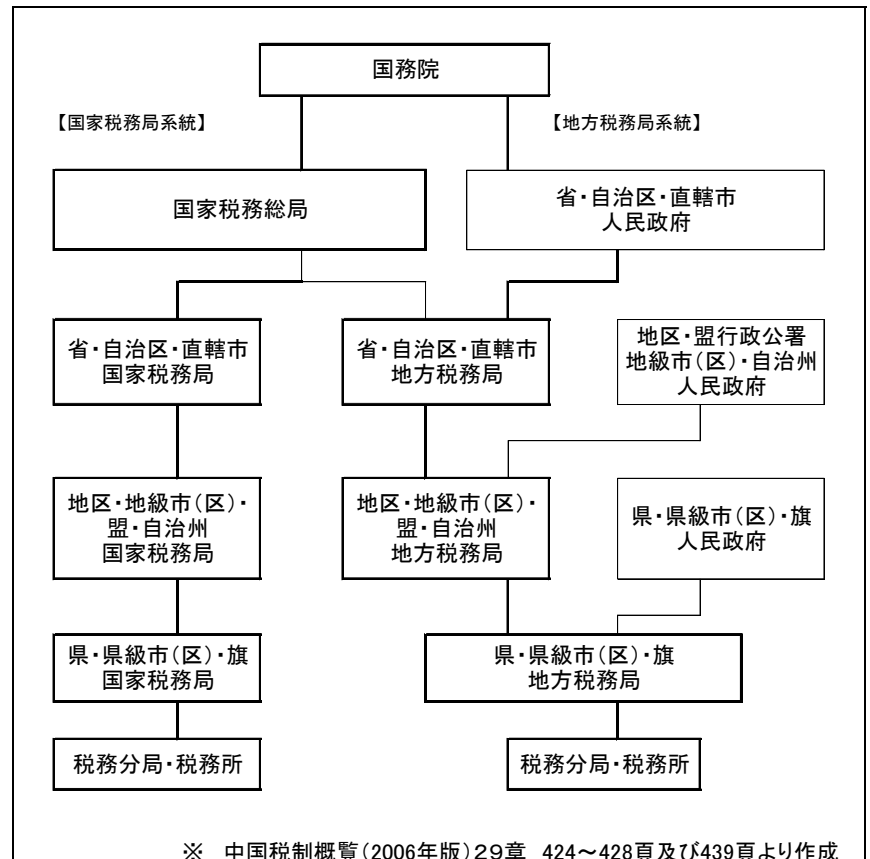 国務院
【国家税務局系統】
【地方税務局系統】
国家税務総局
省・自治区・直轄市
人民政府
省・自治区・直轄市
国家税務局
省・自治区・直轄市
地方税務局
地区・盟行政公署
地級市(区)・自治州
人民政府
地区・地級市(区)・
盟・自治州
国家税務局
地区・地級市(区)・
盟・自治州
地方税務局
県・県級市(区)・旗
人民政府
県・県級市(区)・旗
国家税務局
県・県級市(区)・旗
地方税務局
税務分局・税務所
税務分局・税務所
※ 中国税制概覧(2006年版)29章 424~428頁及び439頁より作成